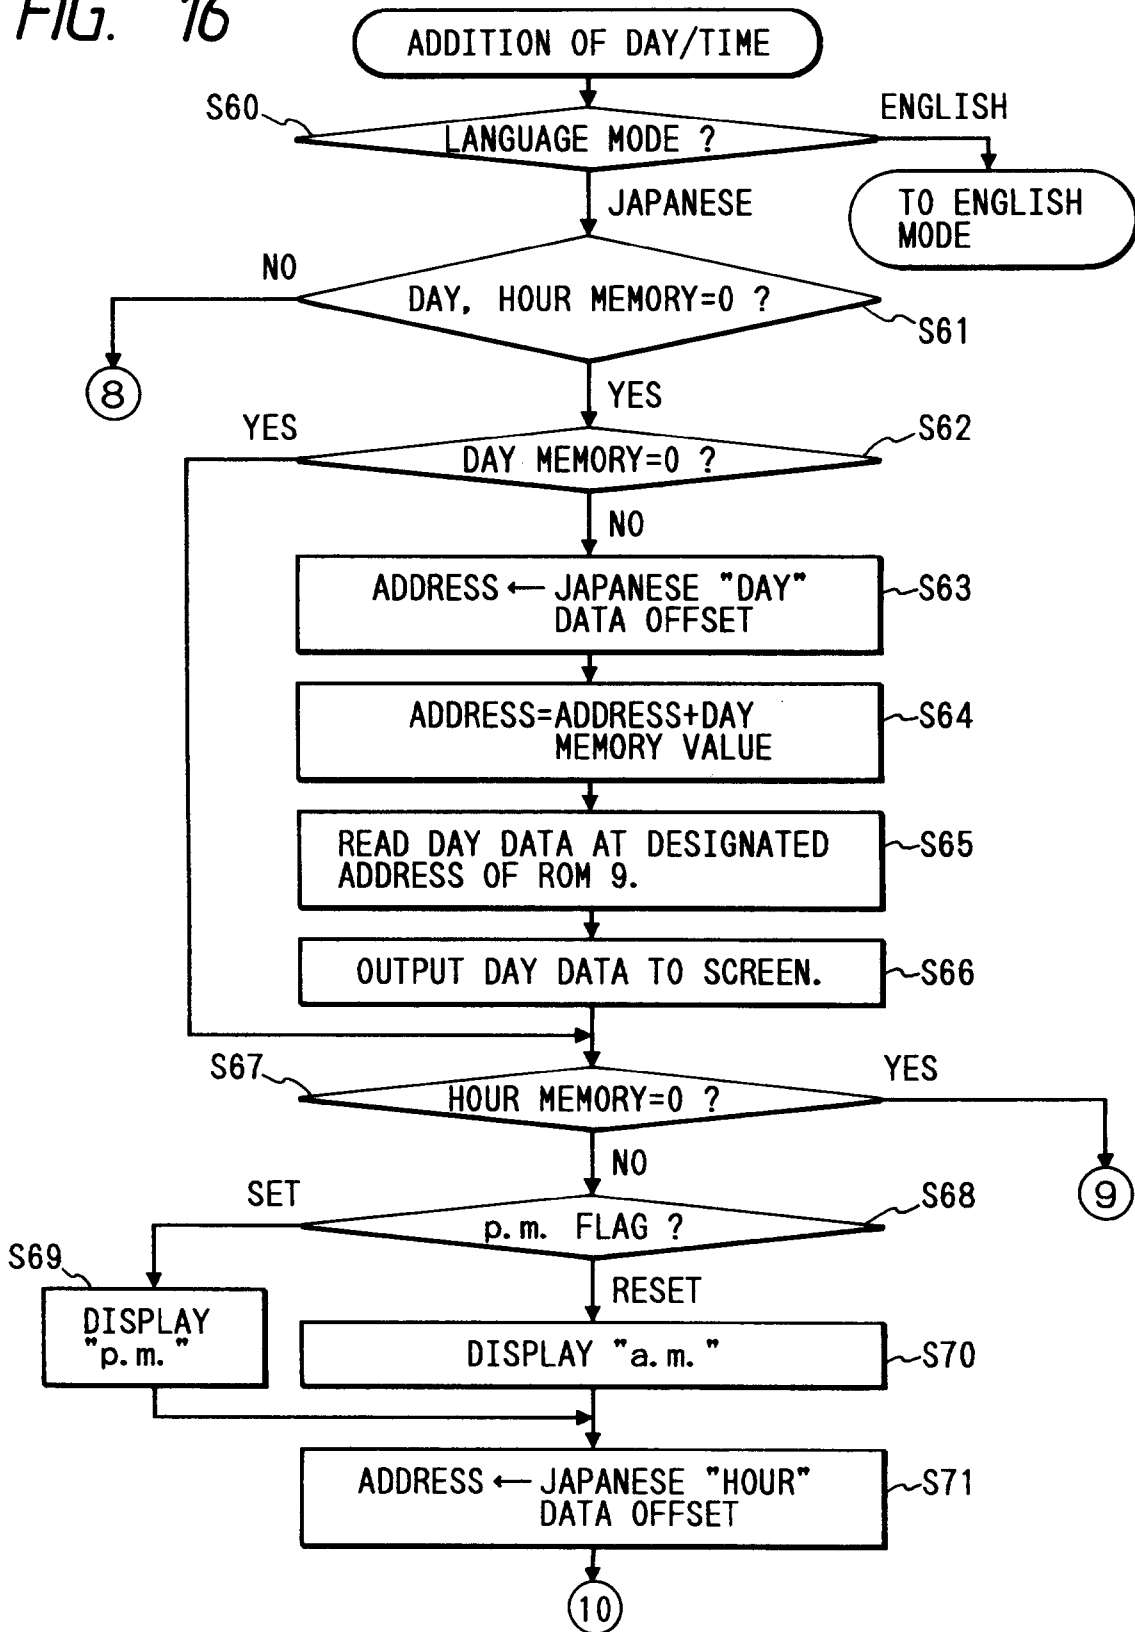 FIG. 16
ADDITION OF DAY/TIME
S60
LANGUAGE MODE ?
ENGLISH
TO ENGLISH
MODE
JAPANESE
NO
DAY, HOUR MEMORY=0 ?
S61
8
YES
YES
DAY MEMORY=0 ?
S62
NO
ADDRESS ← JAPANESE "DAY"
DATA OFFSET
S63
ADDRESS=ADDRESS+DAY
MEMORY VALUE
S64
READ DAY DATA AT DESIGNATED
ADDRESS OF ROM 9.
S65
OUTPUT DAY DATA TO SCREEN.
S66
S67
HOUR MEMORY=0 ?
YES
9
NO
SET
p.m. FLAG ?
S68
S69
DISPLAY
"p.m."
RESET
DISPLAY "a.m."
S70
ADDRESS ← JAPANESE "HOUR"
DATA OFFSET
S71
10